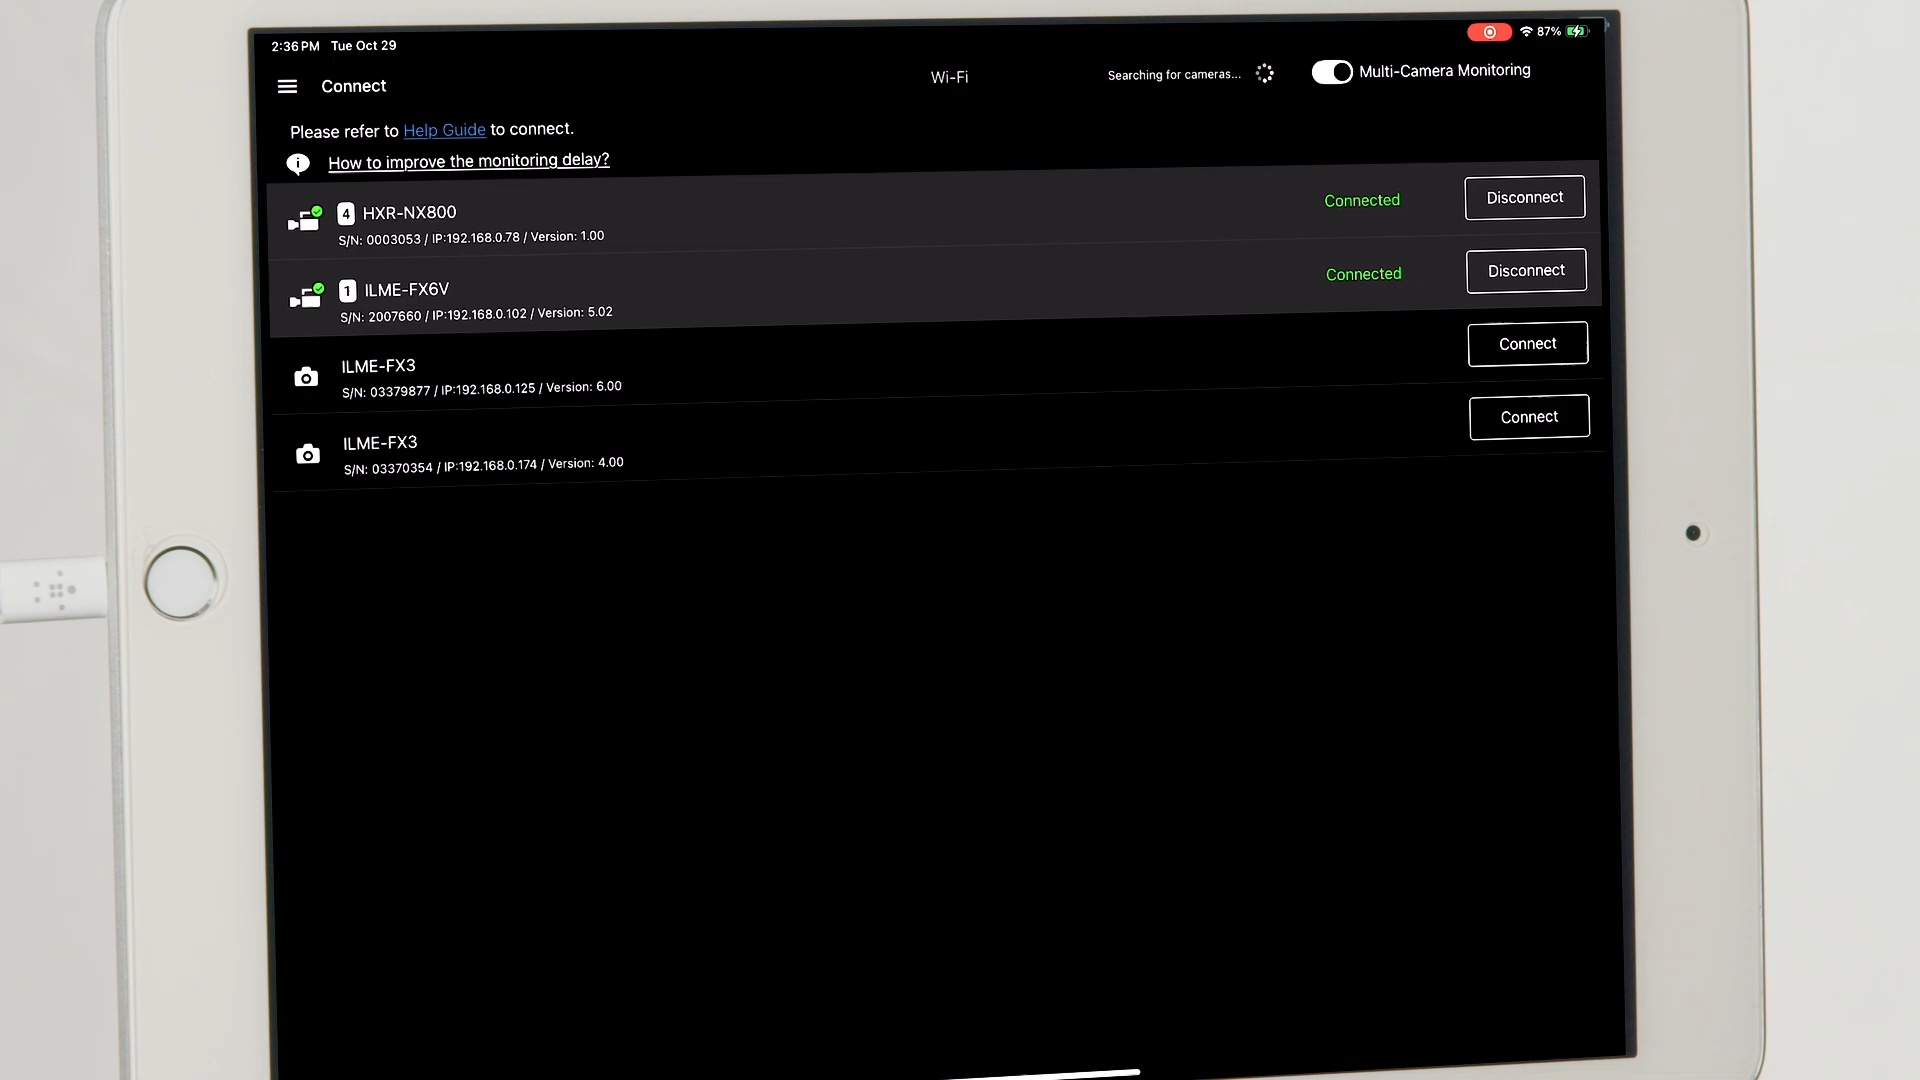 2:36 PM Tue Oct 29
87%
Connect
Wi-Fi
Searching for cameras...
Multi-Camera Monitoring
Please refer to Help Guide to connect.
How to improve the monitoring delay?
4 HXR-NX800
S/N: 0003053 / IP:192.168.0.78 / Version: 1.00
Connected
Disconnect
1 ILME-FX6V
S/N: 2007660 / IP:192.168.0.102 / Version: 5.02
Connected
Disconnect
ILME-FX3
S/N: 03379877 / IP:192.168.0.125 / Version: 6.00
Connect
ILME-FX3
S/N: 03370354 / IP:192.168.0.174 / Version: 4.00
Connect